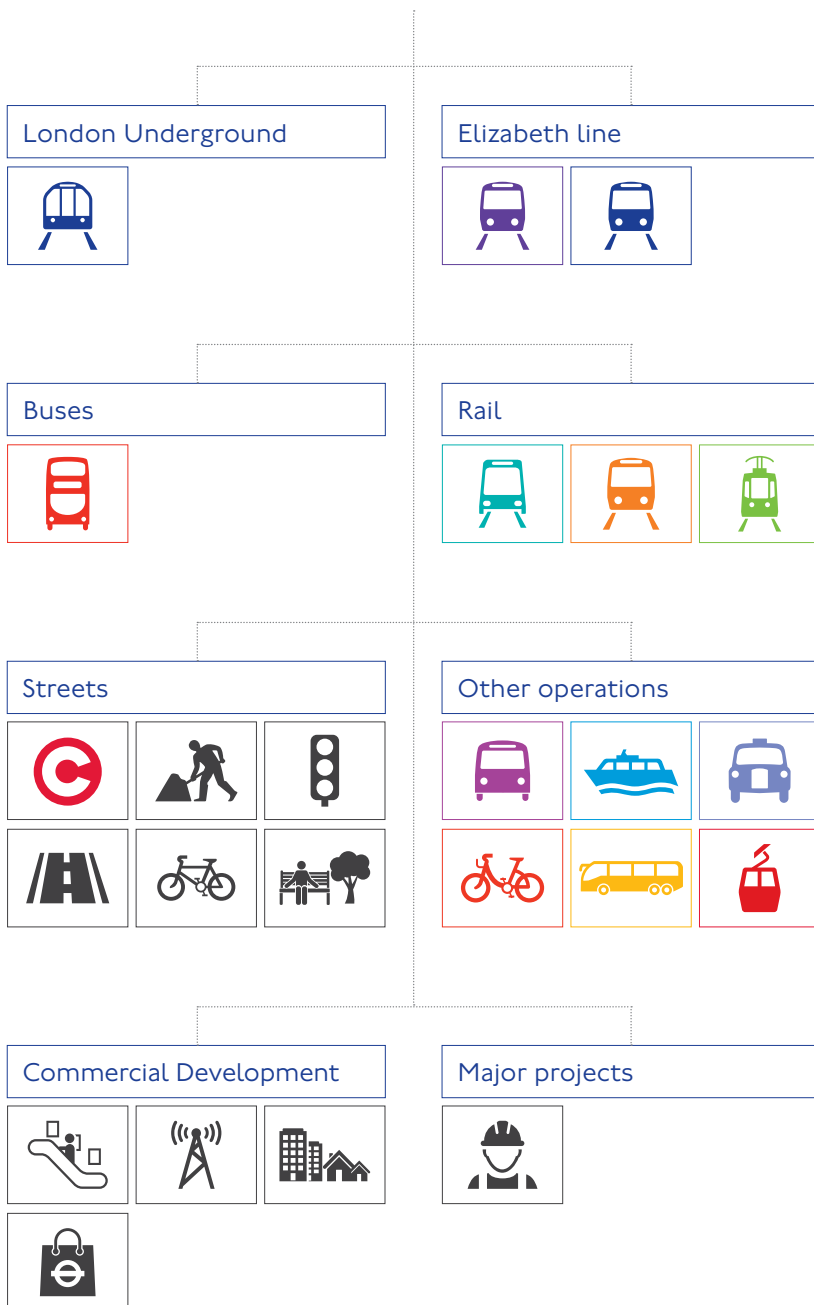 London Underground
Elizabeth line
Buses
Rail
Streets
Other operations
Commercial Development
Major projects